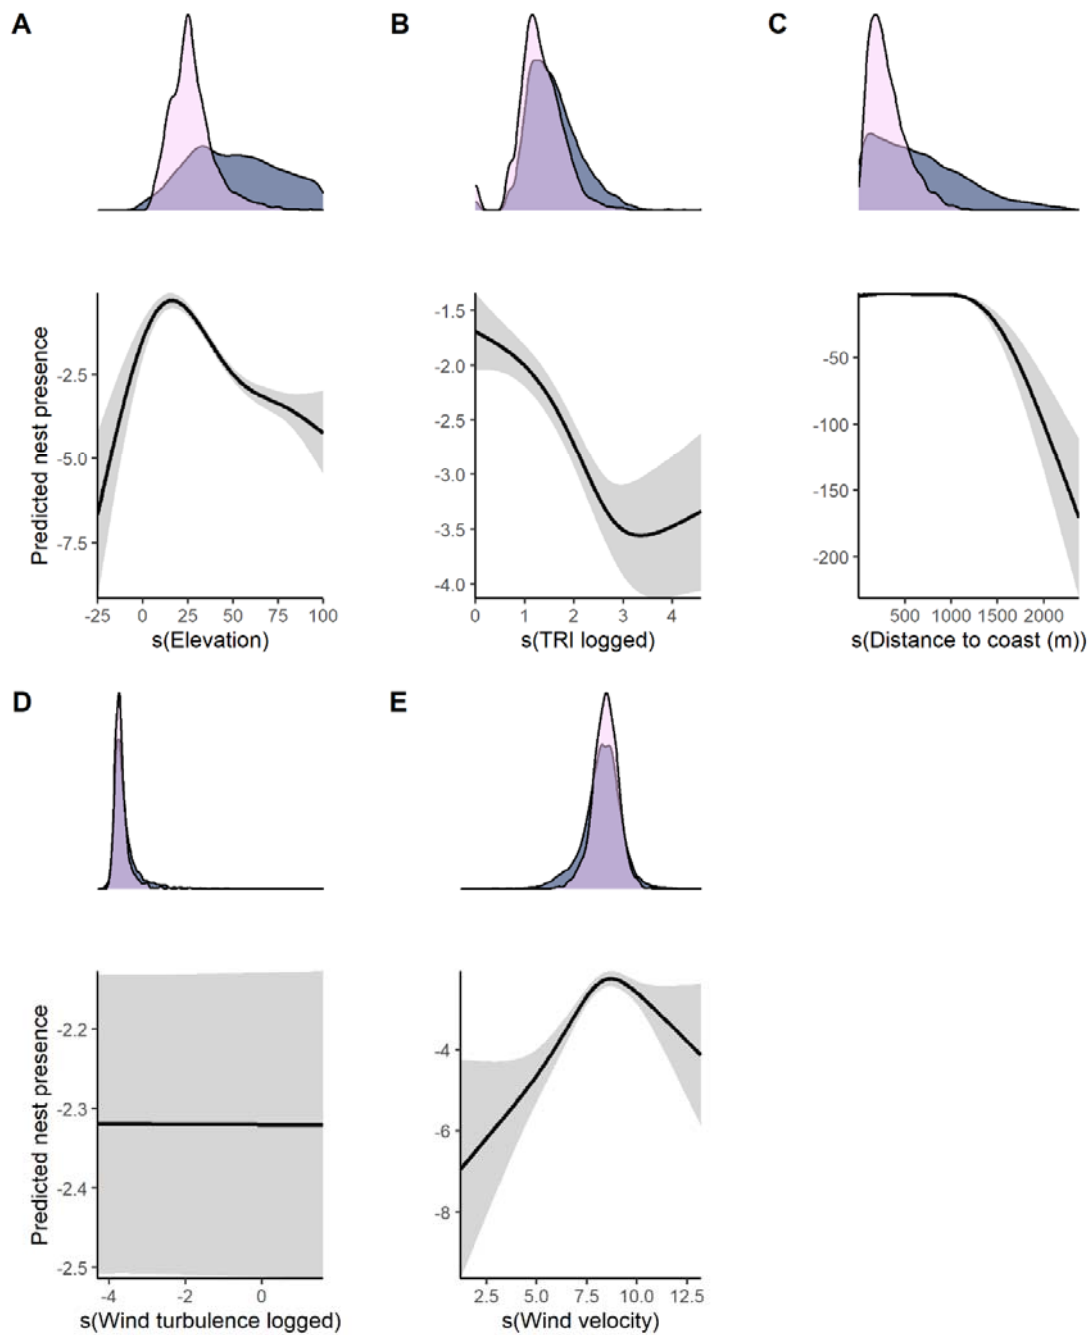 A
B
C
Predicted nest presence
-2.5
-5.0
-7.5
-25 0 25 50 75 100
s(Elevation)
-1.5
-2.0
-2.5
-3.0
-3.5
-4.0
0 1 2 3 4
s(TRI logged)
-50
-100
-150
-200
500 1000 1500 2000
s(Distance to coast (m))
D
E
Predicted nest presence
-2.2
-2.3
-2.4
-2.5
-4 -2 0
s(Wind turbulence logged)
-4
-6
-8
2.5 5.0 7.5 10.0 12.5
s(Wind velocity)